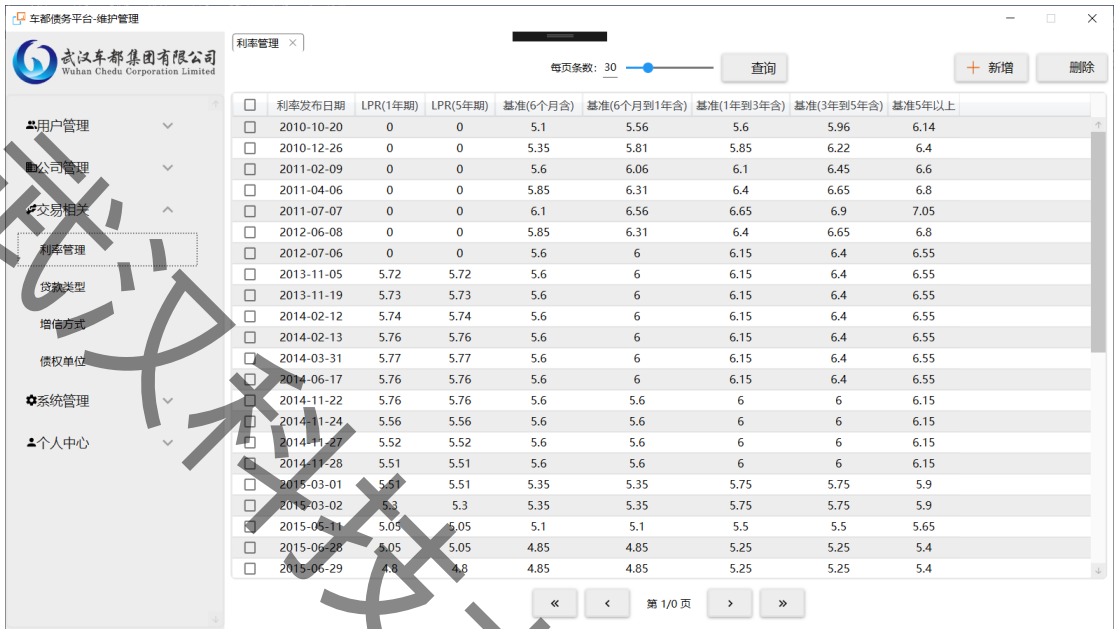 车都债务平台-维护管理
武汉车都集团有限公司
Wuhan Chedu Corporation Limited
利率管理 ×
每页条数: 30 查询 新增 删除
用户管理
公司管理
交易相关
利率管理
贷款类型
增信方式
债权单位
系统管理
个人中心
利率发布日期 LPR(1年期) LPR(5年期) 基准(6个月含) 基准(6个月到1年含) 基准(1年到3年含) 基准(3年到5年含) 基准5年以上
2010-10-20 0 0 5.1 5.56 5.6 5.96 6.14
2010-12-26 0 0 5.35 5.81 5.85 6.22 6.4
2011-02-09 0 0 5.6 6.06 6.1 6.45 6.6
2011-04-06 0 0 5.85 6.31 6.4 6.65 6.8
2011-07-07 0 0 6.1 6.56 6.65 6.9 7.05
2012-06-08 0 0 5.85 6.31 6.4 6.65 6.8
2012-07-06 0 0 5.6 6 6.15 6.4 6.55
2013-11-05 5.72 5.72 5.6 6 6.15 6.4 6.55
2013-11-19 5.73 5.73 5.6 6 6.15 6.4 6.55
2014-02-12 5.74 5.74 5.6 6 6.15 6.4 6.55
2014-02-13 5.76 5.76 5.6 6 6.15 6.4 6.55
2014-03-31 5.77 5.77 5.6 6 6.15 6.4 6.55
2014-06-17 5.76 5.76 5.6 6 6.15 6.4 6.55
2014-11-22 5.76 5.76 5.6 5.6 6 6 6.15
2014-11-24 5.56 5.56 5.6 5.6 6 6 6.15
2014-11-27 5.52 5.52 5.6 5.6 6 6 6.15
2014-11-28 5.51 5.51 5.6 5.6 6 6 6.15
2015-03-01 5.51 5.51 5.35 5.35 5.75 5.75 5.9
2015-03-02 5.3 5.3 5.35 5.35 5.75 5.75 5.9
2015-05-11 5.05 5.05 5.1 5.1 5.5 5.5 5.65
2015-06-28 5.05 5.05 4.85 4.85 5.25 5.25 5.4
2015-06-29 4.8 4.8 4.85 4.85 5.25 5.25 5.4
« ‹ 第 1/0 页 › »
武汉科技